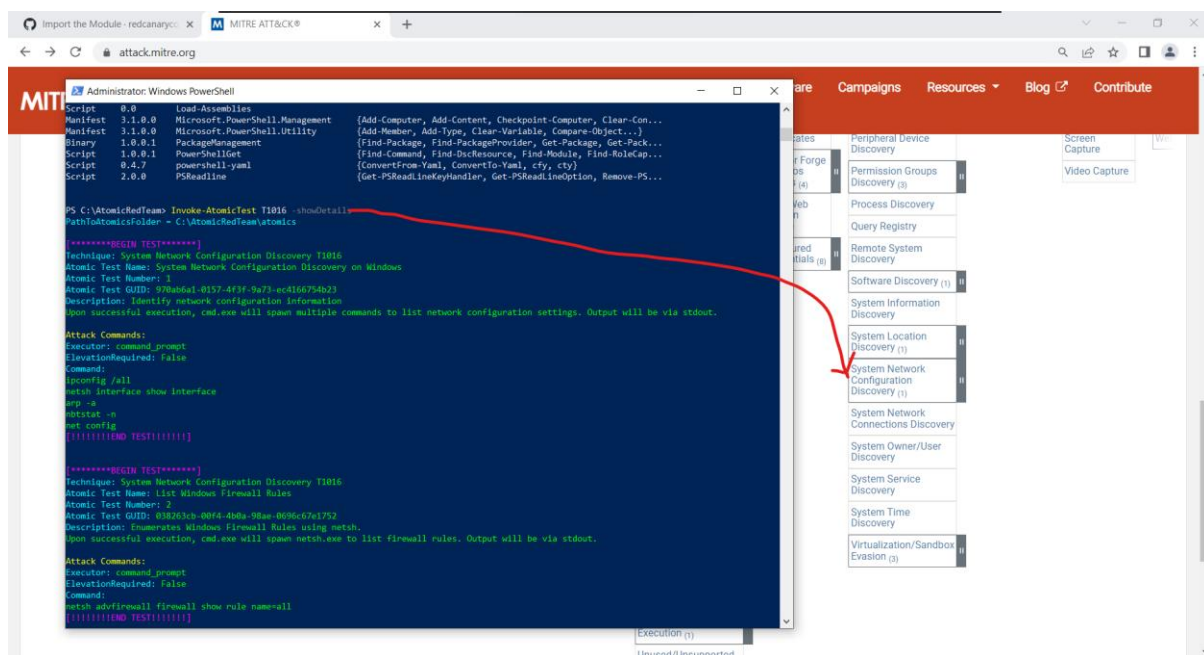 Import the Module - redcanaryco
MITRE ATT&CK®
attack.mitre.org
MIT
Campaigns
Resources
Blog
Contribute
Administrator: Windows PowerShell
Script 0.0 Load-Assemblies
Manifest 3.1.0.0 Microsoft.PowerShell.Management {Add-Computer, Add-Content, Checkpoint-Computer, Clear-Con...
Manifest 3.1.0.0 Microsoft.PowerShell.Utility {Add-Member, Add-Type, Clear-Variable, Compare-Object...}
Binary 1.0.0.1 PackageManagement {Find-Package, Find-PackageProvider, Get-Package, Get-Pack...
Script 1.0.0.1 PowerShellGet {Find-Command, Find-DscResource, Find-Module, Find-RoleCap...
Script 0.4.7 powershell-yaml {ConvertFrom-Yaml, ConvertTo-Yaml, cfy, cty}
Script 2.0.0 PSReadline {Get-PSReadLineKeyHandler, Get-PSReadLineOption, Remove-PS...
PS C:\AtomicRedTeam> Invoke-AtomicTest T1016 -showDetails
PathToAtomicsFolder = C:\AtomicRedTeam\atomics
[********BEGIN TEST*******]
Technique: System Network Configuration Discovery T1016
Atomic Test Name: System Network Configuration Discovery on Windows
Atomic Test Number: 1
Atomic Test GUID: 970ab6a1-0157-4f3f-9a73-ec4166754b23
Description: Identify network configuration information
Upon successful execution, cmd.exe will spawn multiple commands to list network configuration settings. Output will be via stdout.
Attack Commands:
Executor: command_prompt
ElevationRequired: False
Command:
ipconfig /all
netsh interface show interface
arp -a
nbtstat -n
net config
[!!!!!!!!END TEST!!!!!!!]
[********BEGIN TEST*******]
Technique: System Network Configuration Discovery T1016
Atomic Test Name: List Windows Firewall Rules
Atomic Test Number: 2
Atomic Test GUID: 038263cb-00f4-4b0a-98ae-0696c67e1752
Description: Enumerates Windows Firewall Rules using netsh.
Upon successful execution, cmd.exe will spawn netsh.exe to list firewall rules. Output will be via stdout.
Attack Commands:
Executor: command_prompt
ElevationRequired: False
Command:
netsh advfirewall firewall show rule name=all
[!!!!!!!!END TEST!!!!!!!]
Peripheral Device
Discovery
Permission Groups
Discovery (3)
Process Discovery
Query Registry
Remote System
Discovery
Software Discovery (1)
System Information
Discovery
System Location
Discovery (1)
System Network
Configuration
Discovery (1)
System Network
Connections Discovery
System Owner/User
Discovery
System Service
Discovery
System Time
Discovery
Virtualization/Sandbox
Evasion (3)
Screen
Capture
Video Capture
Execution (1)